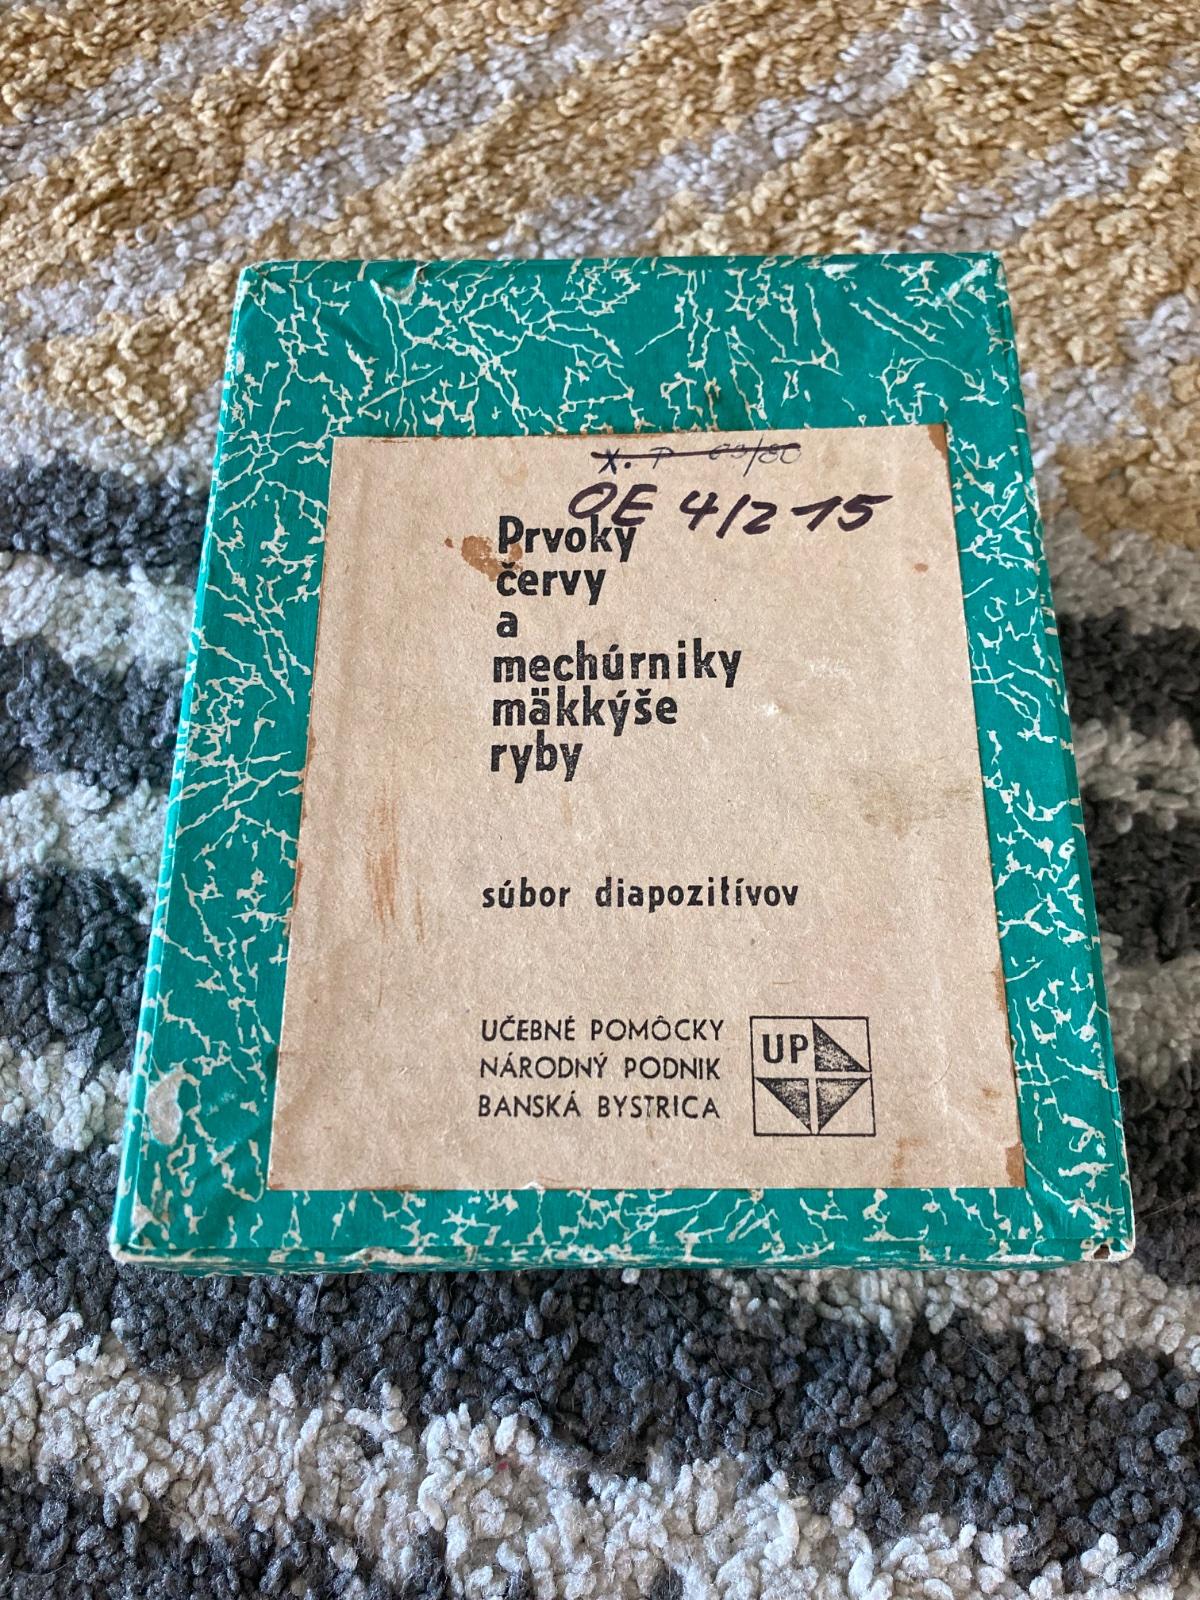 OE 4/2 15
Prvoky
červy
a
mechúrniky
mäkkýše
ryby
súbor diapozitívov
UČEBNÉ POMÔCKY
NÁRODNÝ PODNIK
BANSKÁ BYSTRICA
UP